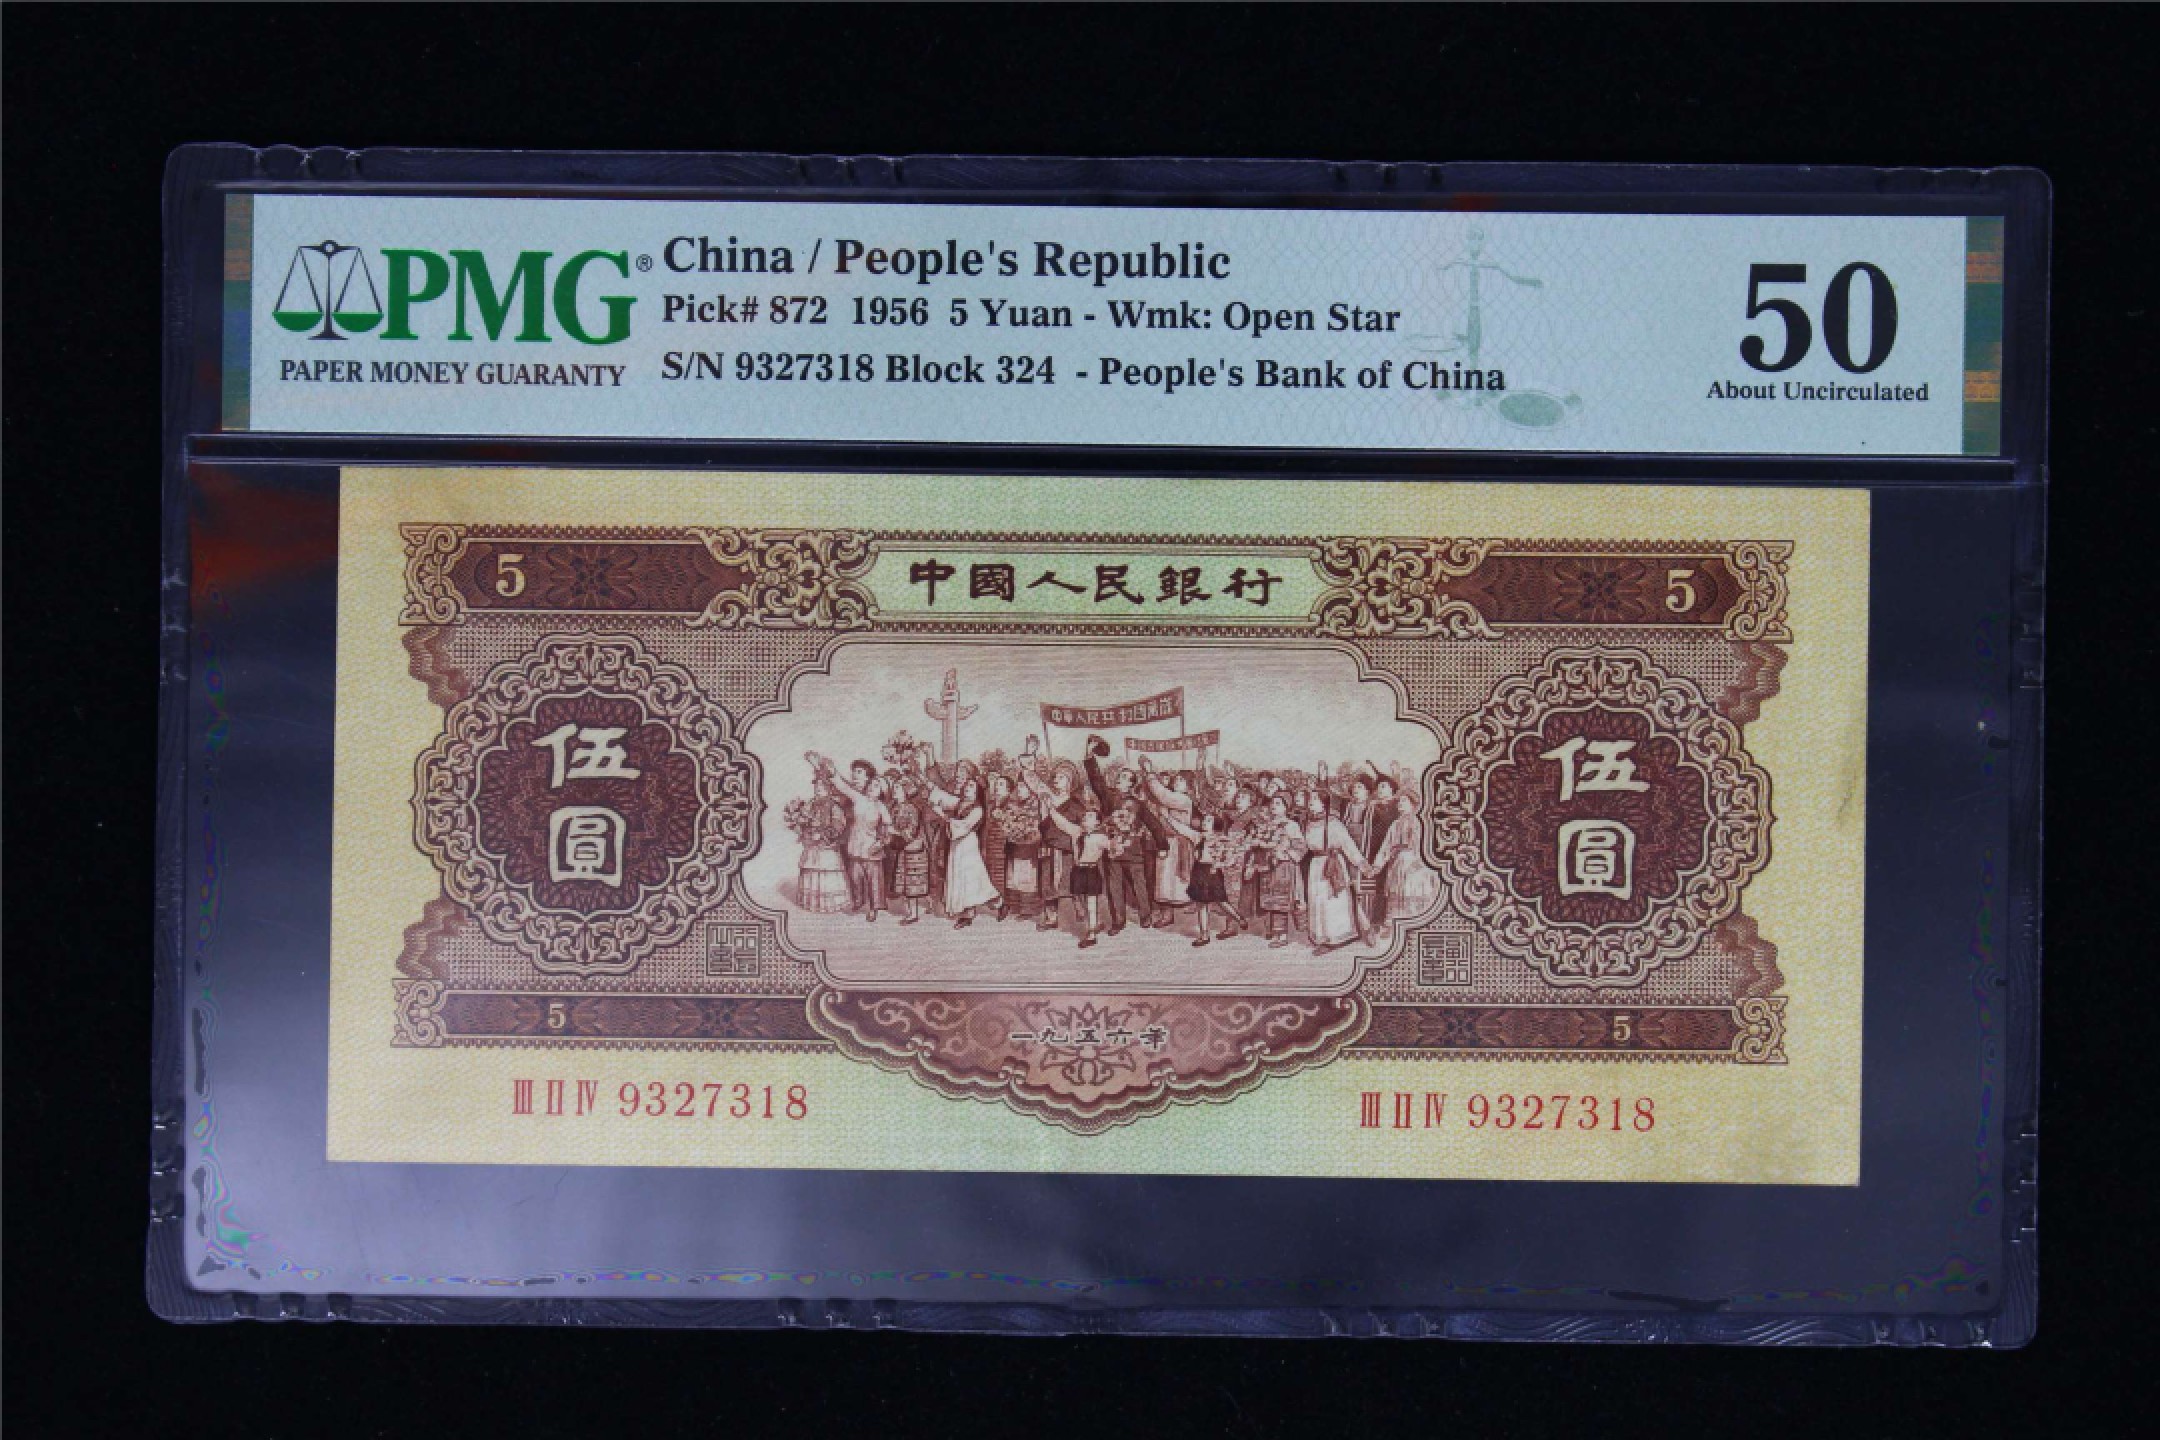 PMG®
PAPER MONEY GUARANTY
China / People's Republic
Pick# 872 1956 5 Yuan - Wmk: Open Star
S/N 9327318 Block 324 - People's Bank of China
50
About Uncirculated
5 中國人民銀行 5
伍圓
伍圓
5 一九五六年 5
III II IV 9327318
III II IV 9327318